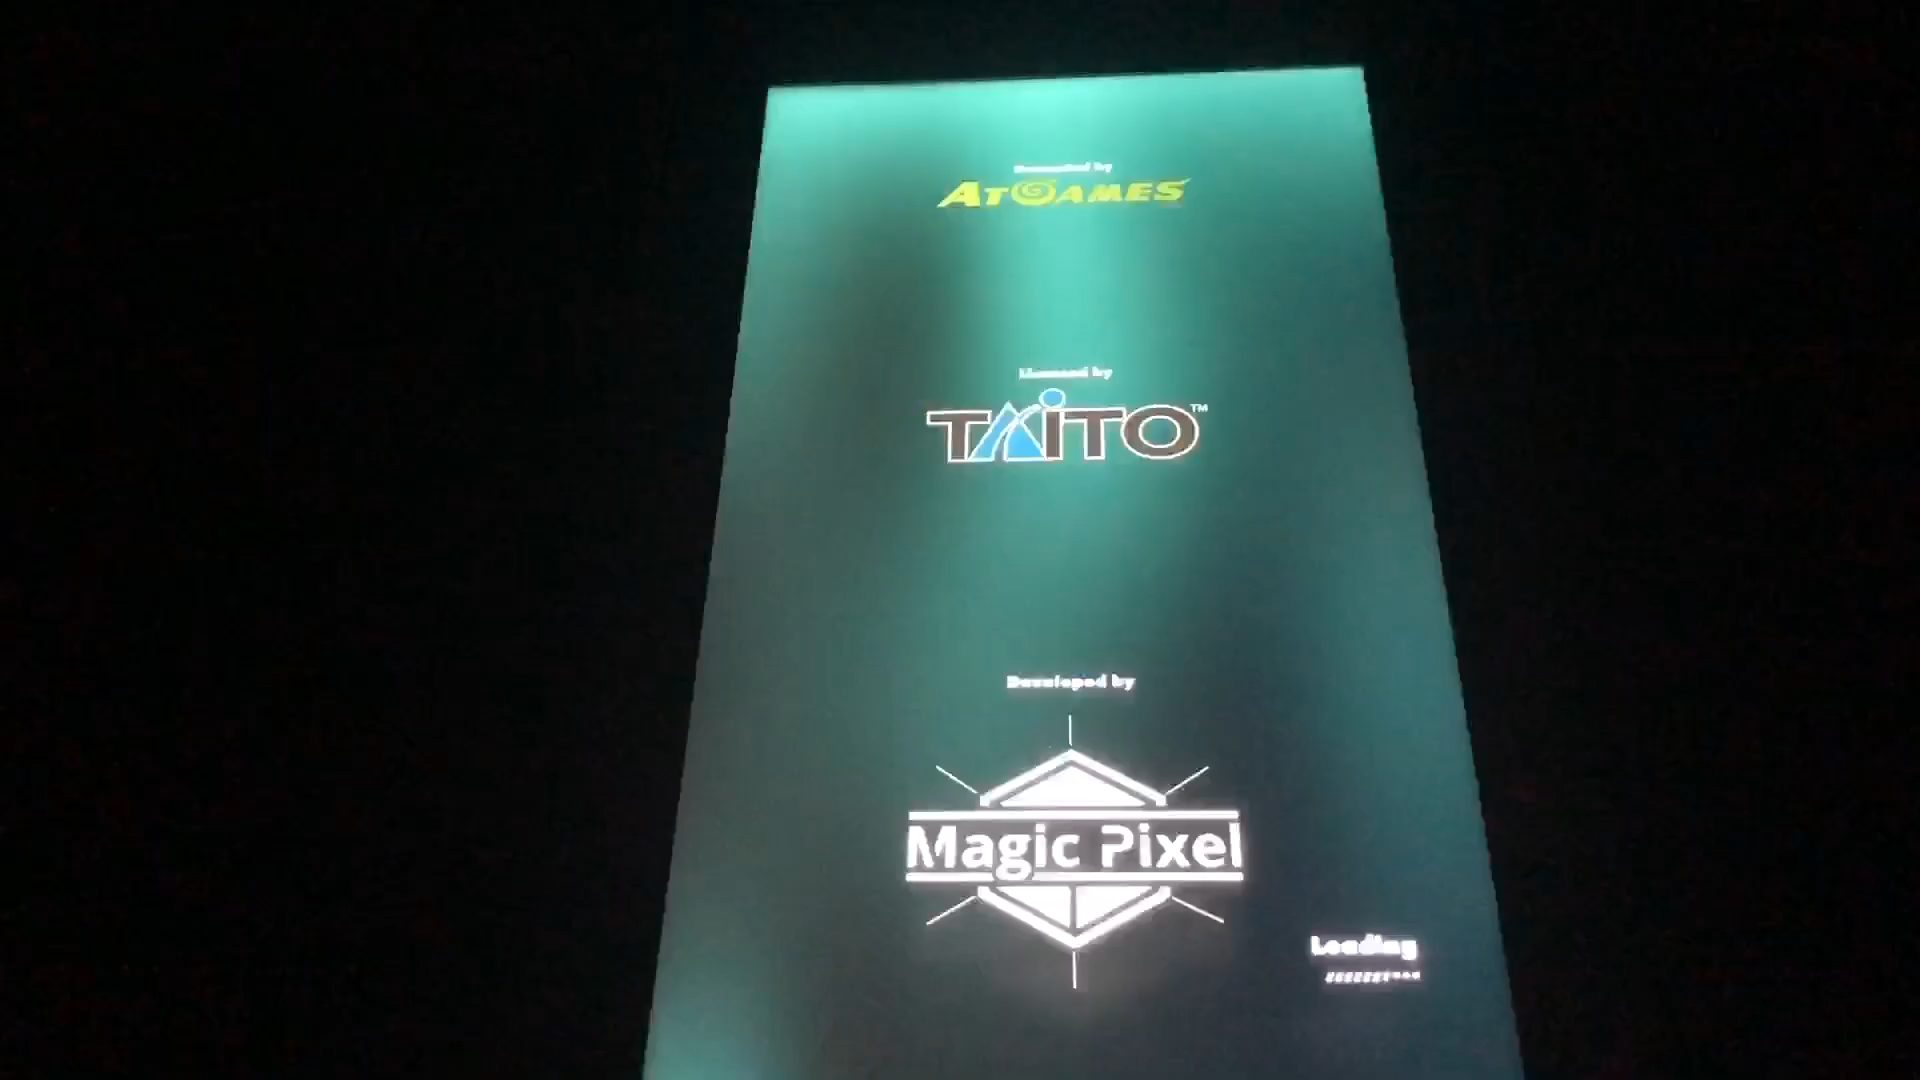 Presented by
ATGAMES
Licensed by
TAITO™
Developed by
Magic Pixel
Loading